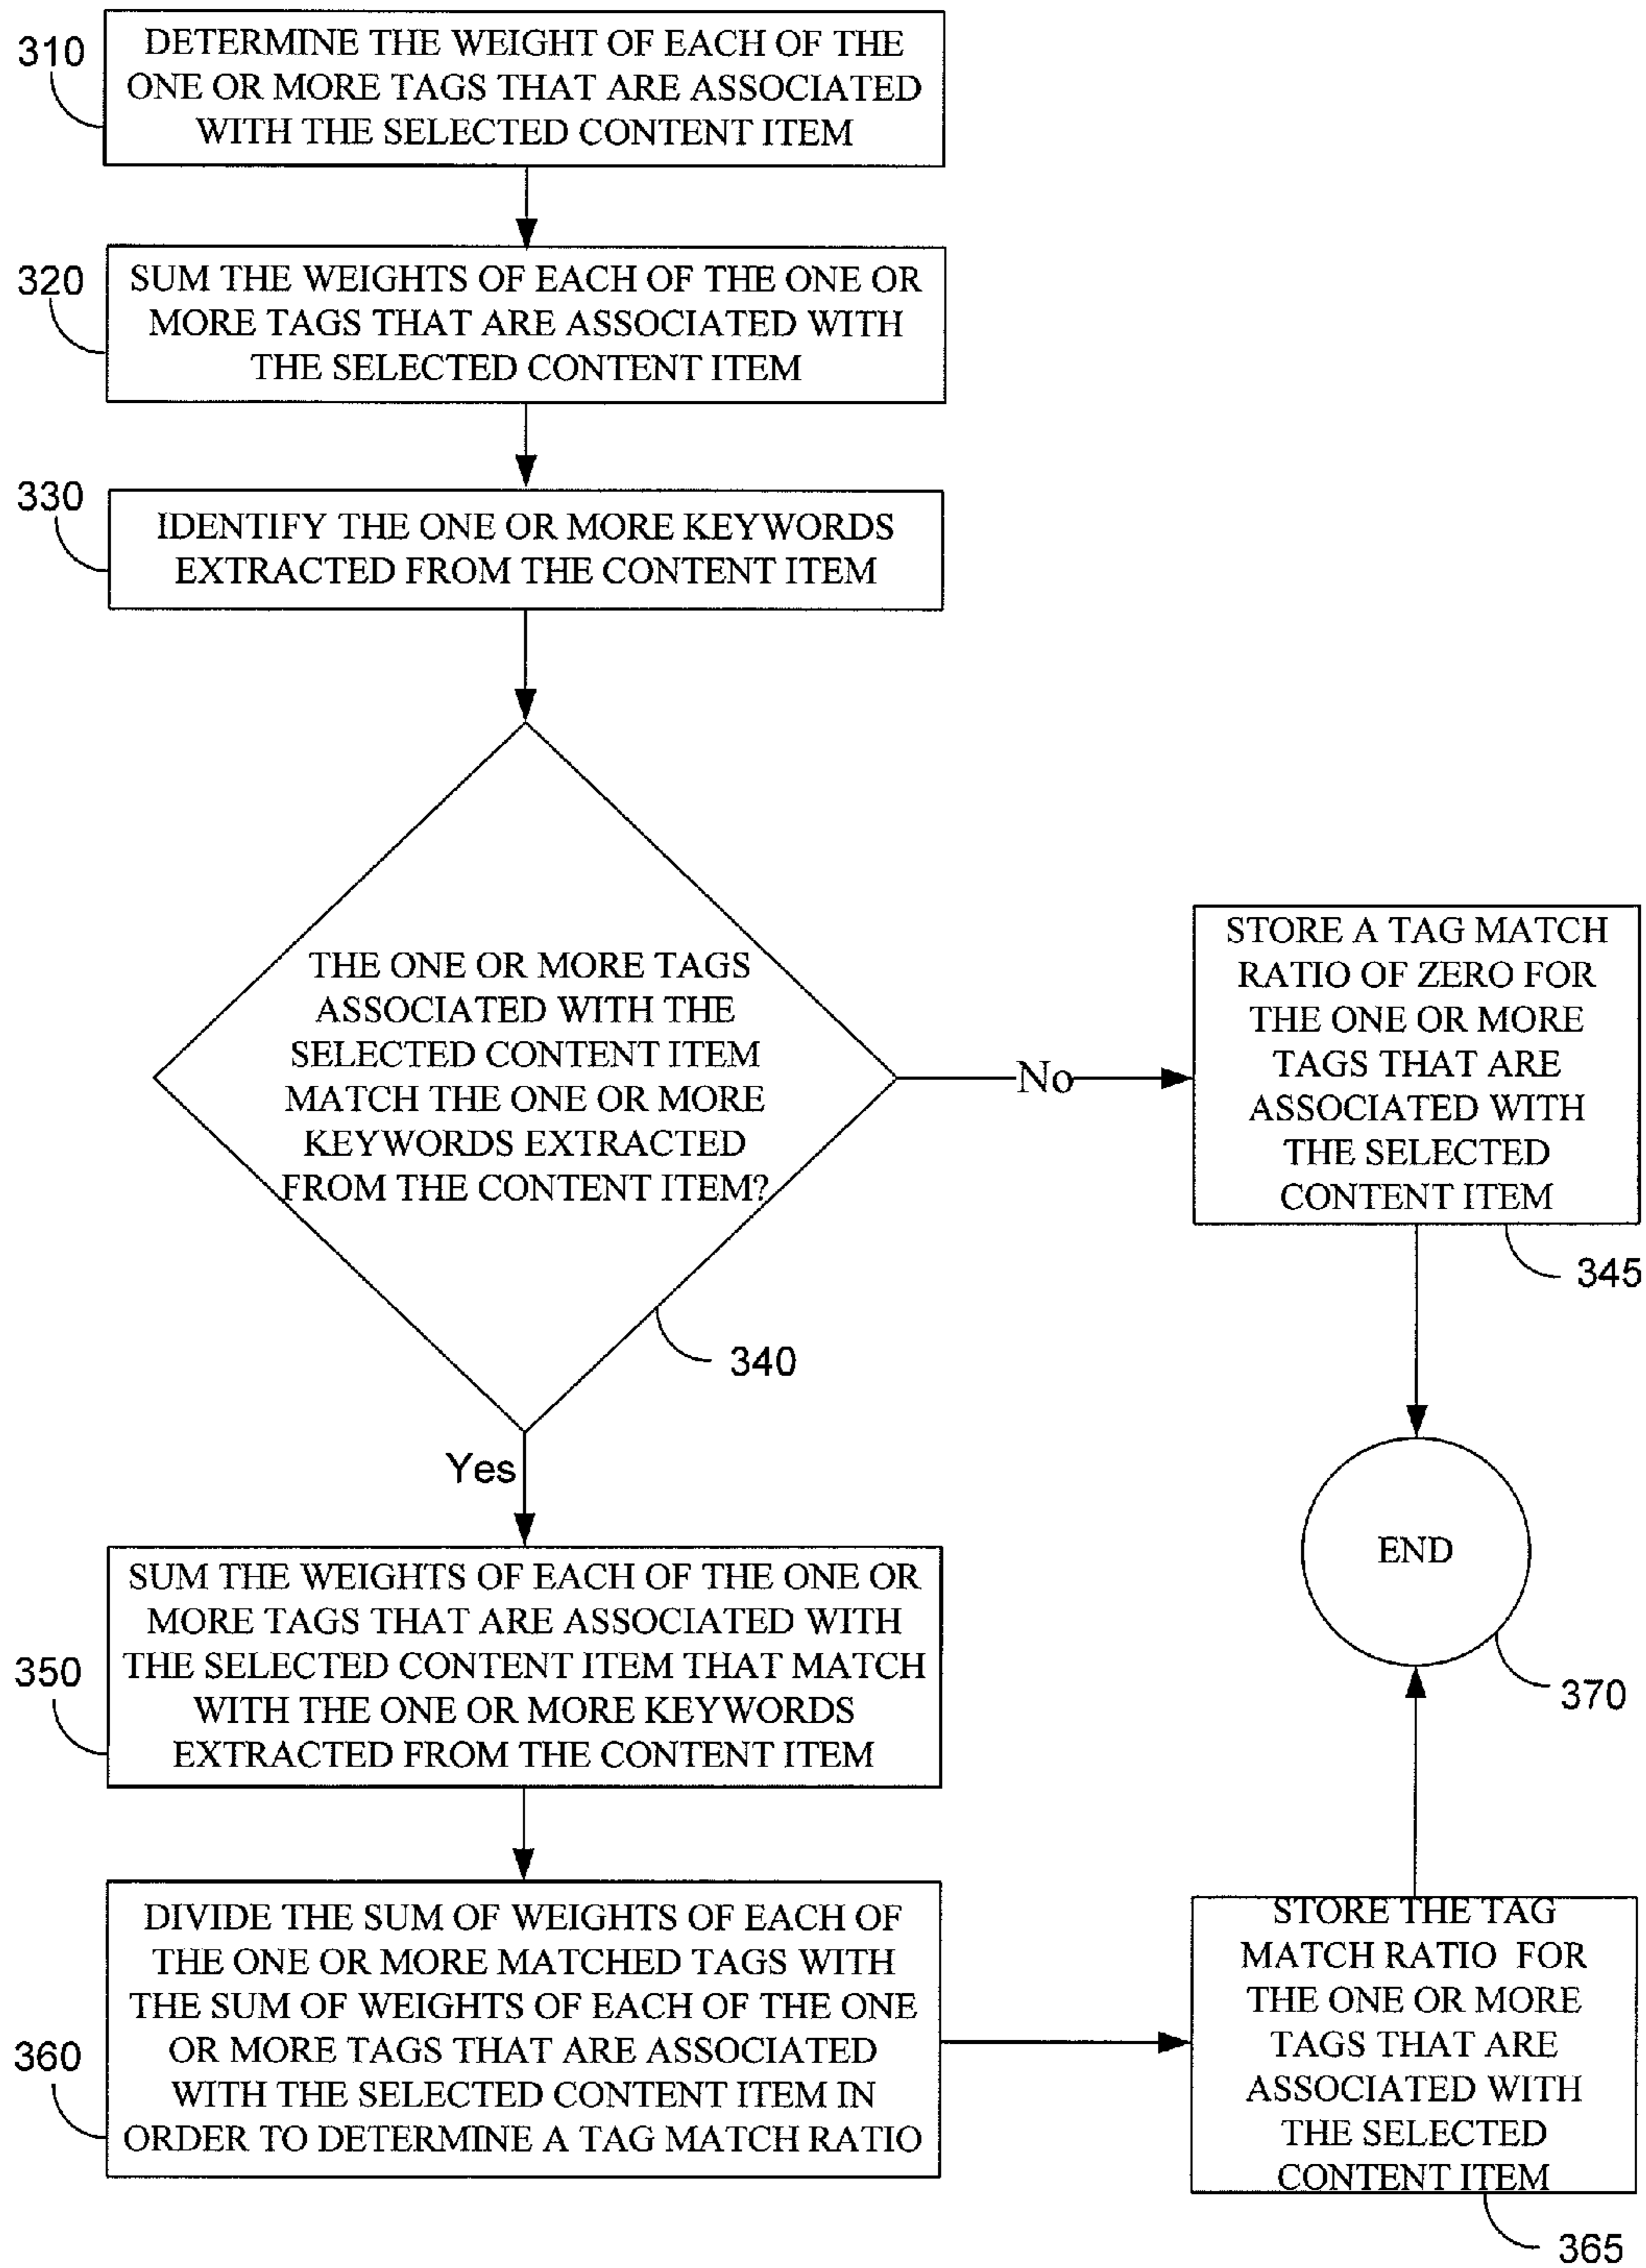 310
DETERMINE THE WEIGHT OF EACH OF THE
ONE OR MORE TAGS THAT ARE ASSOCIATED
WITH THE SELECTED CONTENT ITEM
320
SUM THE WEIGHTS OF EACH OF THE ONE OR
MORE TAGS THAT ARE ASSOCIATED WITH
THE SELECTED CONTENT ITEM
330
IDENTIFY THE ONE OR MORE KEYWORDS
EXTRACTED FROM THE CONTENT ITEM
THE ONE OR MORE TAGS
ASSOCIATED WITH THE
SELECTED CONTENT ITEM
MATCH THE ONE OR MORE
KEYWORDS EXTRACTED
FROM THE CONTENT ITEM?
340
No
STORE A TAG MATCH
RATIO OF ZERO FOR
THE ONE OR MORE
TAGS THAT ARE
ASSOCIATED WITH
THE SELECTED
CONTENT ITEM
345
Yes
350
SUM THE WEIGHTS OF EACH OF THE ONE OR
MORE TAGS THAT ARE ASSOCIATED WITH
THE SELECTED CONTENT ITEM THAT MATCH
WITH THE ONE OR MORE KEYWORDS
EXTRACTED FROM THE CONTENT ITEM
360
DIVIDE THE SUM OF WEIGHTS OF EACH OF
THE ONE OR MORE MATCHED TAGS WITH
THE SUM OF WEIGHTS OF EACH OF THE ONE
OR MORE TAGS THAT ARE ASSOCIATED
WITH THE SELECTED CONTENT ITEM IN
ORDER TO DETERMINE A TAG MATCH RATIO
STORE THE TAG
MATCH RATIO FOR
THE ONE OR MORE
TAGS THAT ARE
ASSOCIATED WITH
THE SELECTED
CONTENT ITEM
365
END
370